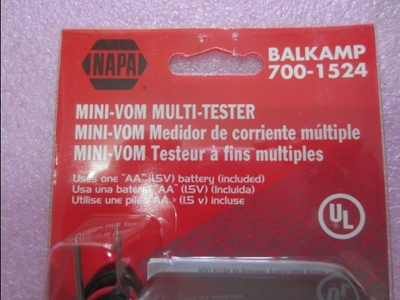 NAPA
BALKAMP
700-1524
MINI-VOM MULTI-TESTER
MINI-VOM Medidor de corriente múltiple
MINI-VOM Testeur à fins multiples
Uses one "AA" (1.5V) battery (included)
Usa una batería "AA" (1.5V) (Incluida)
Utilise une pile AA > (1.5 v) incluse
UL